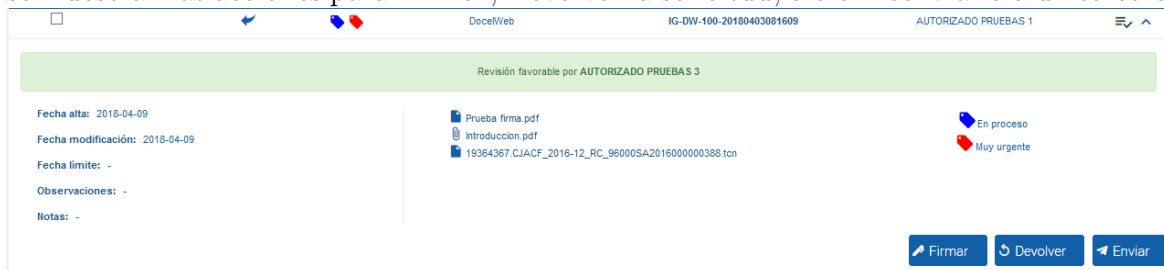 DocelWeb IG-DW-100-20180403081609 AUTORIZADO PRUEBAS 1
Revisión favorable por AUTORIZADO PRUEBAS 3
Fecha alta: 2018-04-09
Fecha modificación: 2018-04-09
Fecha límite: -
Observaciones: -
Notas: -
Prueba firma.pdf
Introduccion.pdf
19364367.CJACF_2016-12_RC_96000SA2016000000388.tcn
En proceso
Muy urgente
Firmar Devolver Enviar